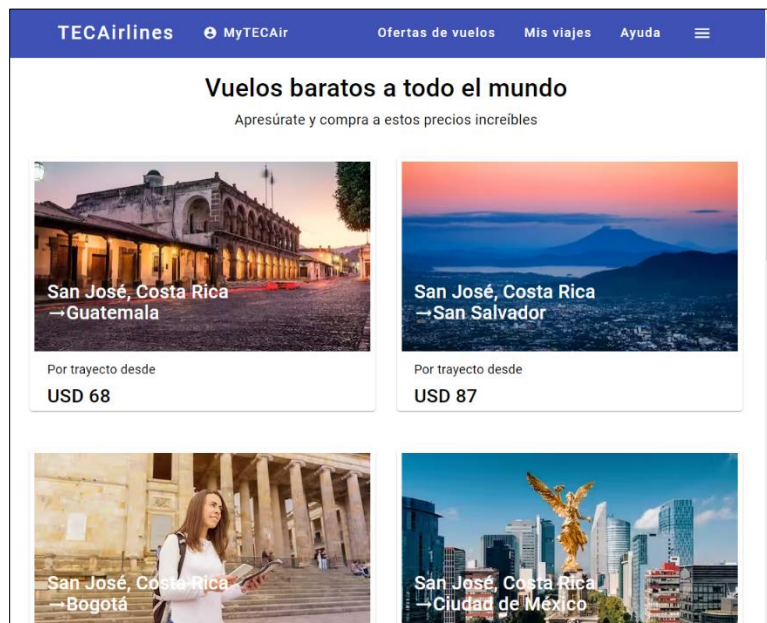 TECAirlines MyTECAir Ofertas de vuelos Mis viajes Ayuda
Vuelos baratos a todo el mundo
Apresúrate y compra a estos precios increíbles
San José, Costa Rica
→Guatemala
Por trayecto desde
USD 68
San José, Costa Rica
→San Salvador
Por trayecto desde
USD 87
San José, Costa Rica
→Bogotá
San José, Costa Rica
→Ciudad de México